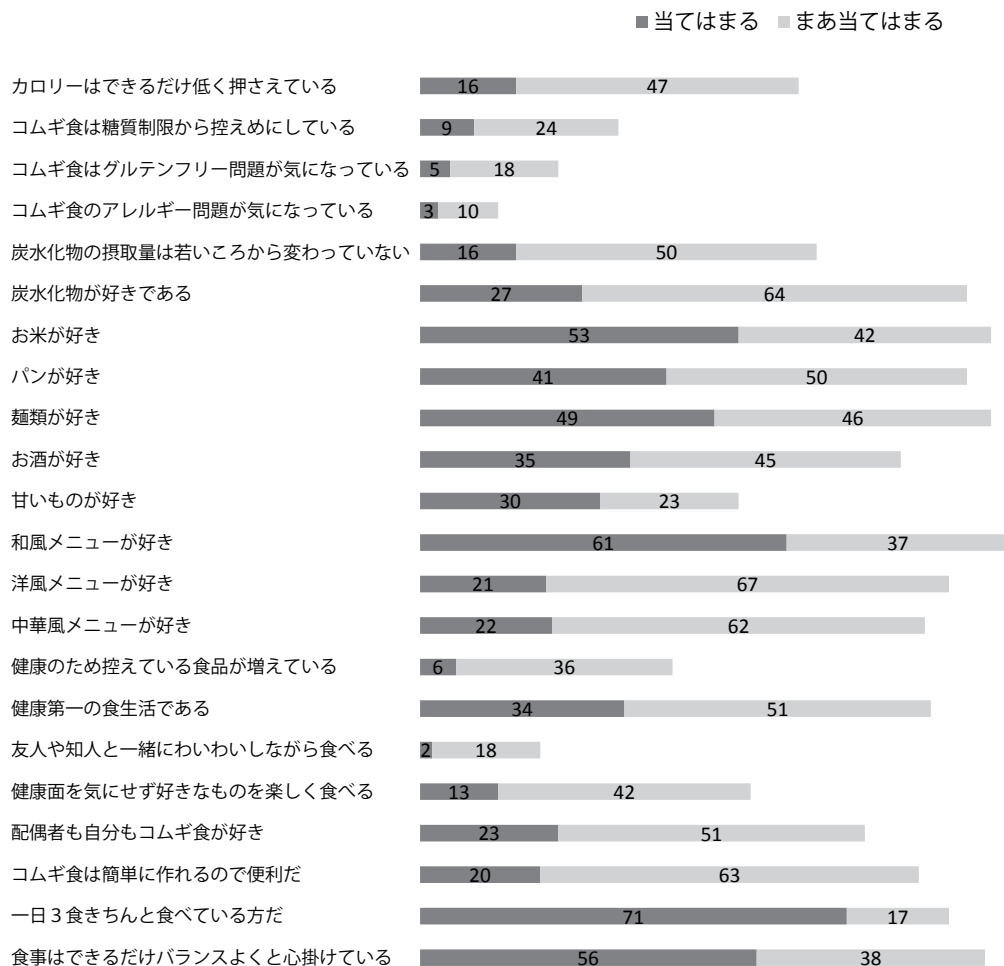 当てはまる まあ当てはまる
カロリーはできるだけ低く押さえている 16 47
コムギ食は糖質制限から控えめにしている 9 24
コムギ食はグルテンフリー問題が気になっている 5 18
コムギ食のアレルギー問題が気になっている 3 10
炭水化物の摂取量は若いころから変わっていない 16 50
炭水化物が好きである 27 64
お米が好き 53 42
パンが好き 41 50
麺類が好き 49 46
お酒が好き 35 45
甘いものが好き 30 23
和風メニューが好き 61 37
洋風メニューが好き 21 67
中華風メニューが好き 22 62
健康のため控えている食品が増えている 6 36
健康第一の食生活である 34 51
友人や知人と一緒にわいわいしながら食べる 2 18
健康面を気にせず好きなものを楽しく食べる 13 42
配偶者も自分もコムギ食が好き 23 51
コムギ食は簡単に作れるので便利だ 20 63
一日３食きちんと食べている方だ 71 17
食事はできるだけバランスよくと心掛けている 56 38